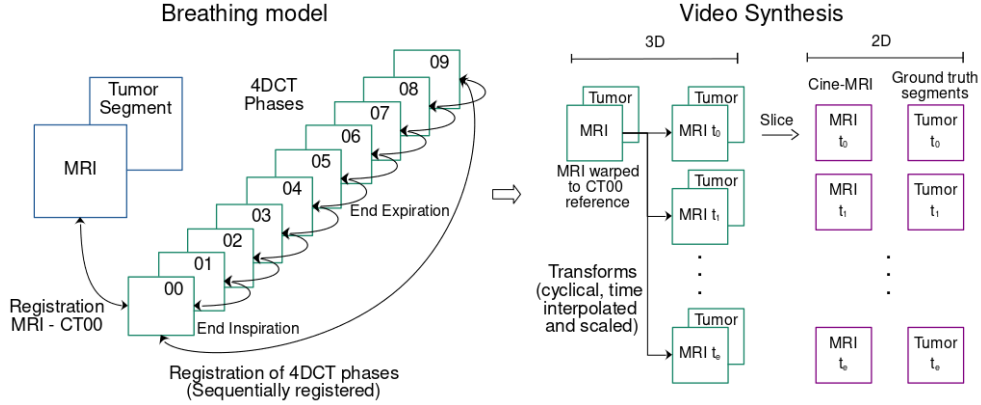 Breathing model
Tumor
Segment
MRI
4DCT
Phases
09
08
07
06
05
04
03
02
01
00
End Expiration
End Inspiration
Registration
MRI - CT00
Registration of 4DCT phases
(Sequentially registered)
Video Synthesis
3D
2D
Tumor
MRI
MRI warped
to CT00
reference
Tumor
MRI t₀
Tumor
MRI t₁
Transforms
(cyclical, time
interpolated
and scaled)
Tumor
MRI tₑ
Slice
Cine-MRI
Ground truth
segments
MRI
t₀
Tumor
t₀
MRI
t₁
Tumor
t₁
MRI
tₑ
Tumor
tₑ